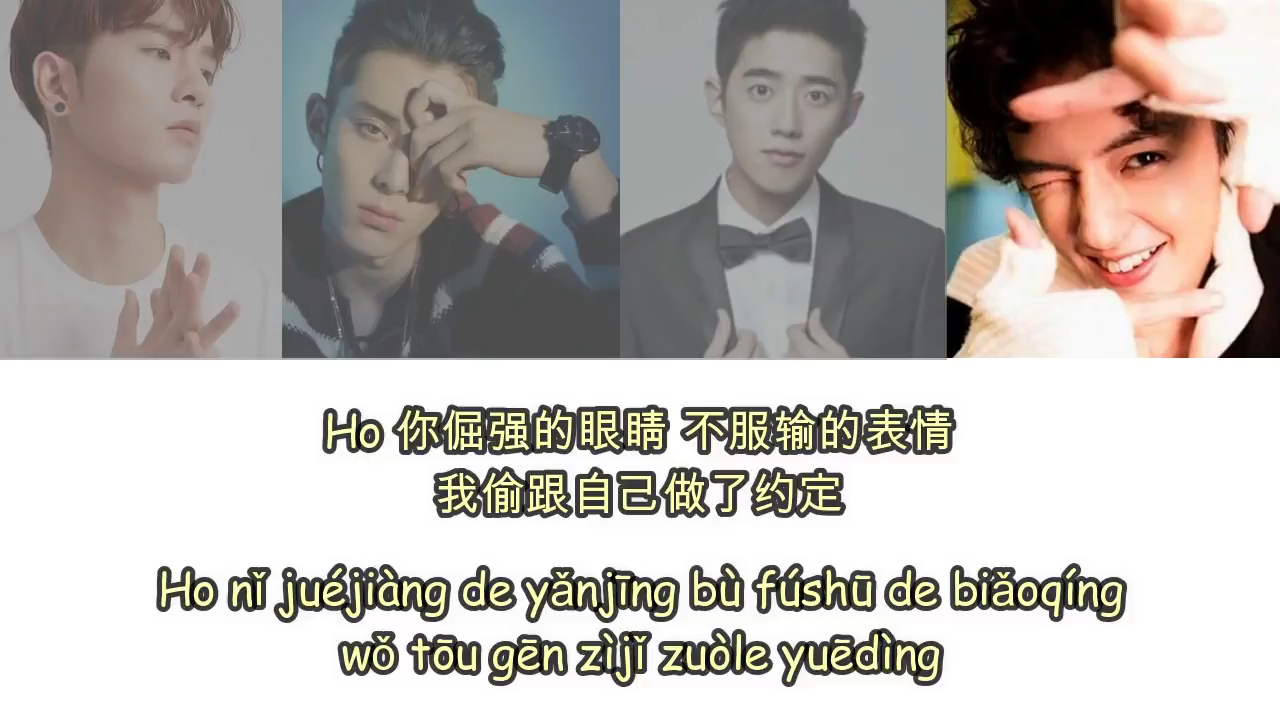 Ho 你倔强的眼睛 不服输的表情
我偷跟自己做了约定
Ho nǐ juéjiàng de yǎnjīng bù fúshū de biǎoqíng
wǒ tōu gēn zìjǐ zuòle yuēdìng